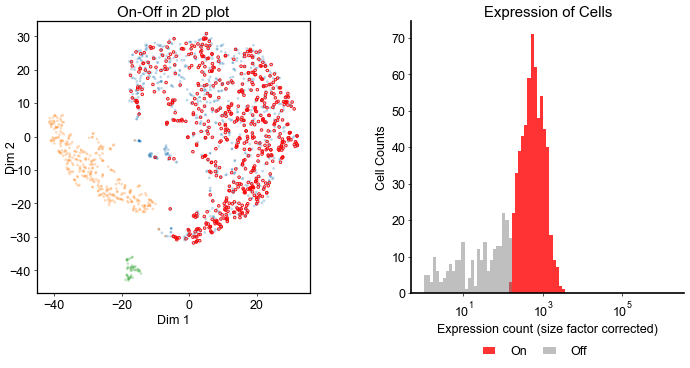 On-Off in 2D plot
Dim 2
30
20
10
0
−10
−20
−30
−40
−40
−20
0
20
Dim 1
Expression of Cells
Cell Counts
70
60
50
40
30
20
10
0
10^1
10^3
10^5
Expression count (size factor corrected)
On
Off